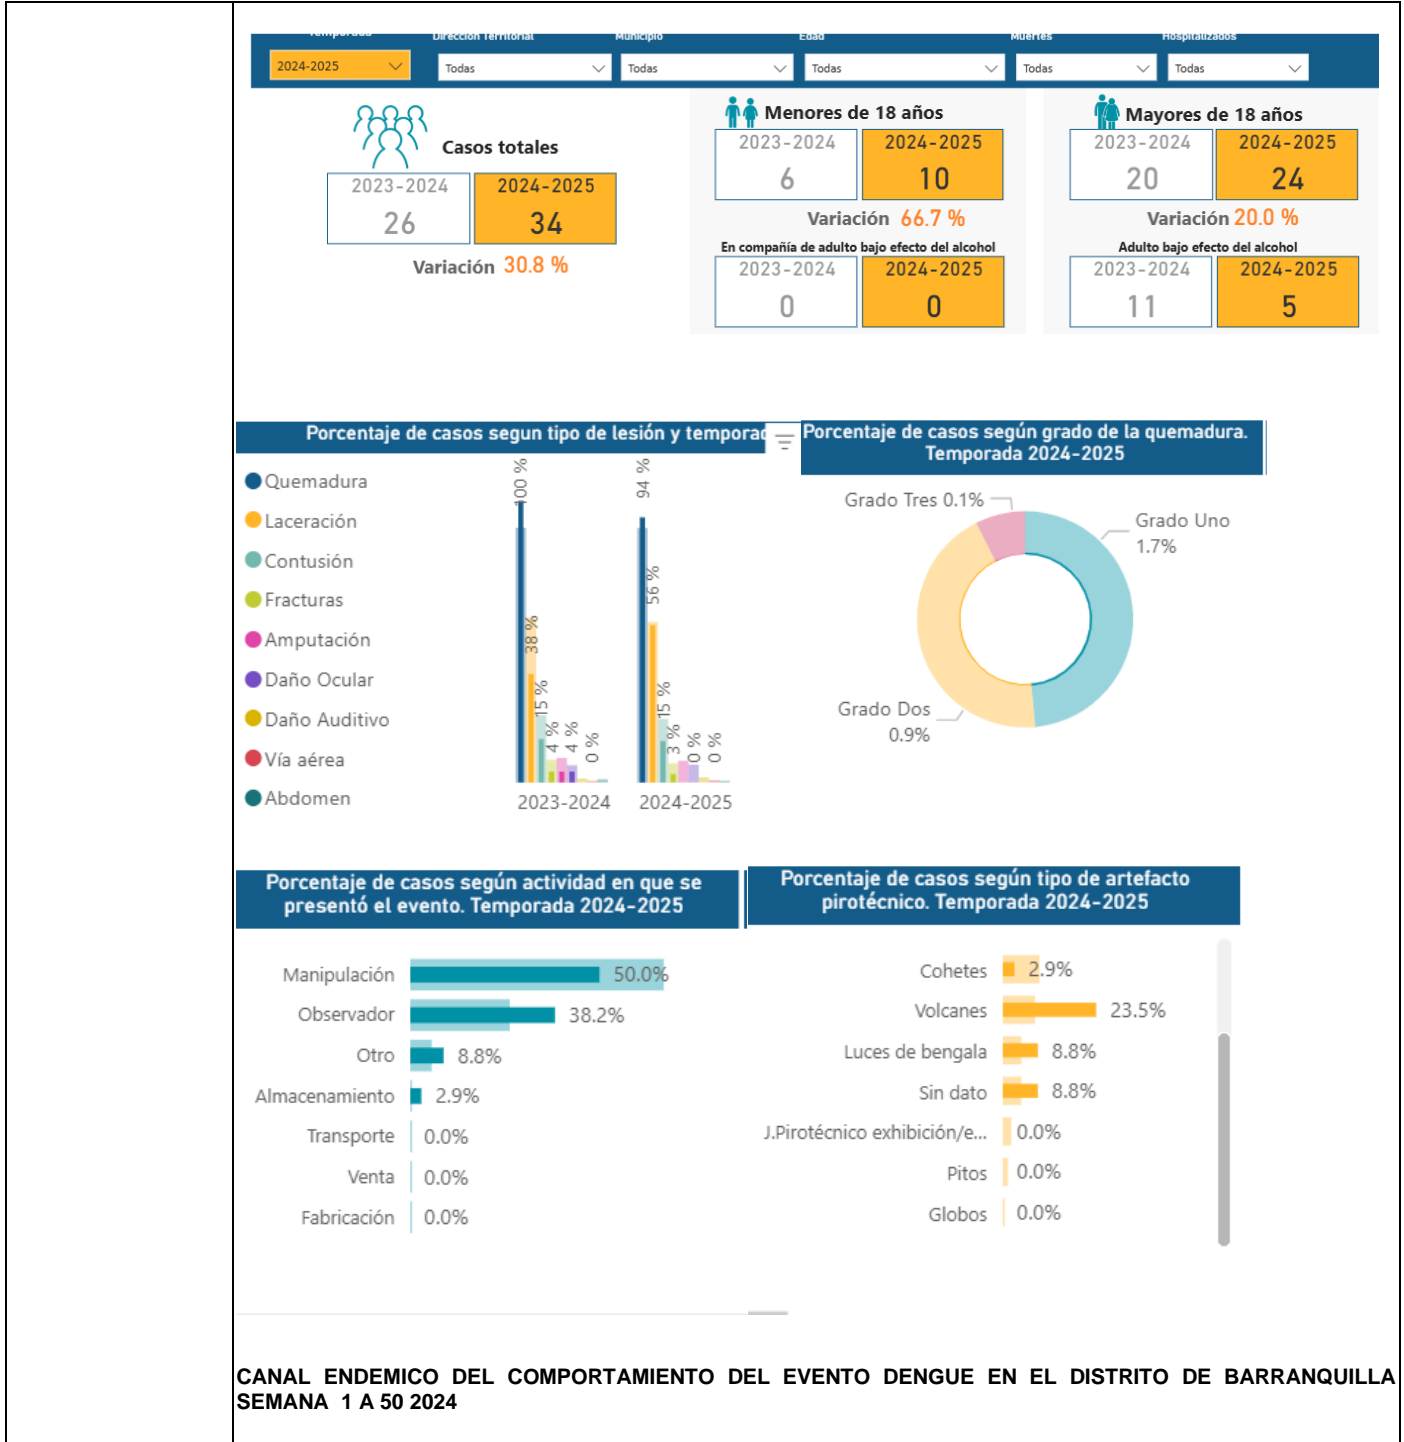 Temporada Dirección Territorial Municipio Edad Muertes Hospitalizados
2024-2025 Todas Todas Todas Todas Todas
Casos totales
2023-2024 2024-2025
26 34
Variación 30.8 %
Menores de 18 años
2023-2024 2024-2025
6 10
Variación 66.7 %
En compañía de adulto bajo efecto del alcohol
2023-2024 2024-2025
0 0
Mayores de 18 años
2023-2024 2024-2025
20 24
Variación 20.0 %
Adulto bajo efecto del alcohol
2023-2024 2024-2025
11 5
Porcentaje de casos segun tipo de lesión y temporad
Quemadura
Laceración
Contusión
Fracturas
Amputación
Daño Ocular
Daño Auditivo
Vía aérea
Abdomen
100 %
38 %
15 %
4 %
4 %
0 %
94 %
56 %
15 %
3 %
0 %
0 %
2023-2024 2024-2025
Porcentaje de casos según grado de la quemadura.
Temporada 2024-2025
Grado Tres 0.1%
Grado Uno
1.7%
Grado Dos
0.9%
Porcentaje de casos según actividad en que se
presentó el evento. Temporada 2024-2025
Manipulación 50.0%
Observador 38.2%
Otro 8.8%
Almacenamiento 2.9%
Transporte 0.0%
Venta 0.0%
Fabricación 0.0%
Porcentaje de casos según tipo de artefacto
pirotécnico. Temporada 2024-2025
Cohetes 2.9%
Volcanes 23.5%
Luces de bengala 8.8%
Sin dato 8.8%
J.Pirotécnico exhibición/e... 0.0%
Pitos 0.0%
Globos 0.0%
CANAL ENDEMICO DEL COMPORTAMIENTO DEL EVENTO DENGUE EN EL DISTRITO DE BARRANQUILLA
SEMANA 1 A 50 2024